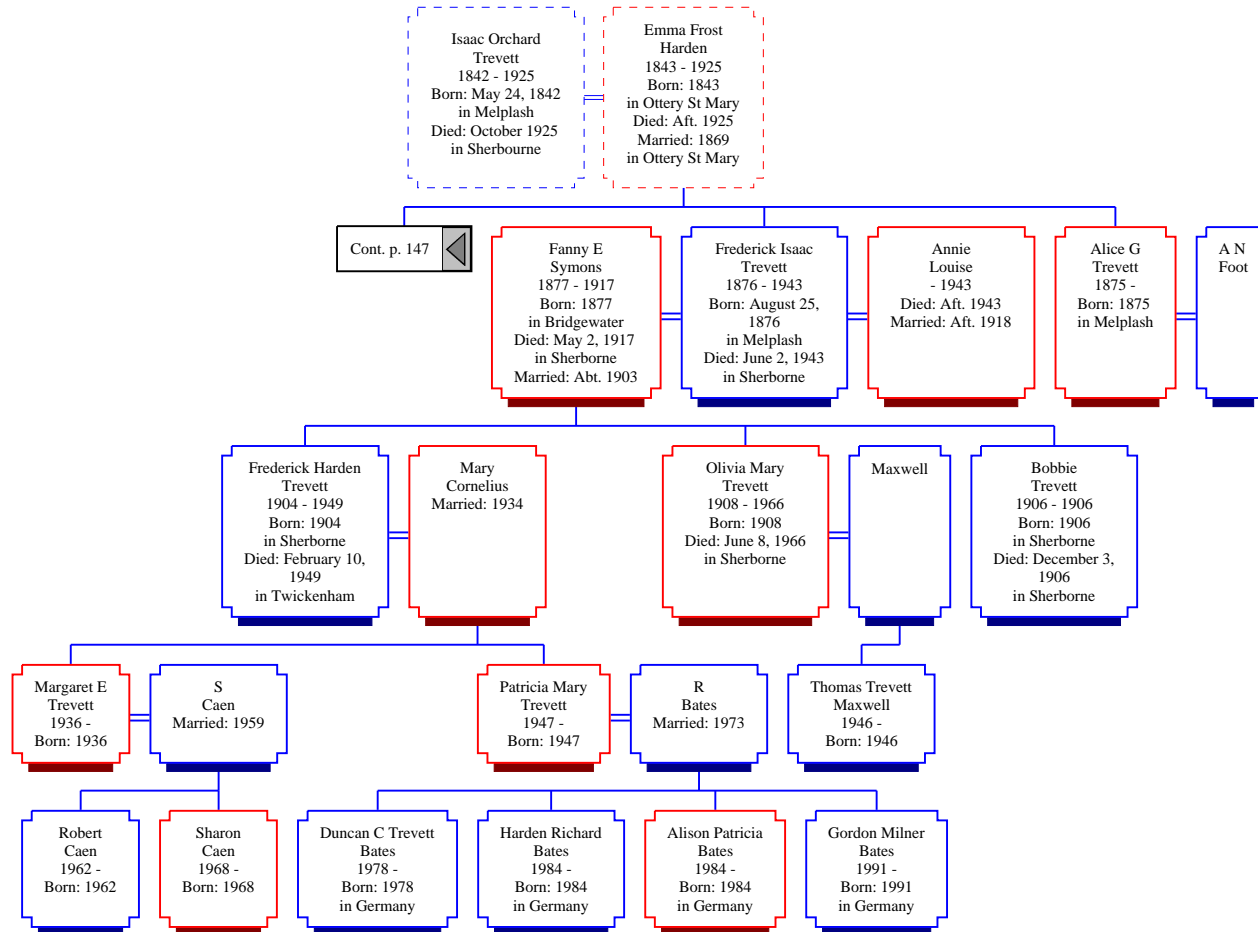 Isaac Orchard
Trevett
1842 - 1925
Born: May 24, 1842
in Melplash
Died: October 1925
in Sherbourne
Emma Frost
Harden
1843 - 1925
Born: 1843
in Ottery St Mary
Died: Aft. 1925
Married: 1869
in Ottery St Mary
Cont. p. 147
Fanny E
Symons
1877 - 1917
Born: 1877
in Bridgewater
Died: May 2, 1917
in Sherborne
Married: Abt. 1903
Frederick Isaac
Trevett
1876 - 1943
Born: August 25,
1876
in Melplash
Died: June 2, 1943
in Sherborne
Annie
Louise
- 1943
Died: Aft. 1943
Married: Aft. 1918
Alice G
Trevett
1875 -
Born: 1875
in Melplash
A N
Foot
Frederick Harden
Trevett
1904 - 1949
Born: 1904
in Sherborne
Died: February 10,
1949
in Twickenham
Mary
Cornelius
Married: 1934
Olivia Mary
Trevett
1908 - 1966
Born: 1908
Died: June 8, 1966
in Sherborne
Maxwell
Bobbie
Trevett
1906 - 1906
Born: 1906
in Sherborne
Died: December 3,
1906
in Sherborne
Margaret E
Trevett
1936 -
Born: 1936
S
Caen
Married: 1959
Patricia Mary
Trevett
1947 -
Born: 1947
R
Bates
Married: 1973
Thomas Trevett
Maxwell
1946 -
Born: 1946
Robert
Caen
1962 -
Born: 1962
Sharon
Caen
1968 -
Born: 1968
Duncan C Trevett
Bates
1978 -
Born: 1978
in Germany
Harden Richard
Bates
1984 -
Born: 1984
in Germany
Alison Patricia
Bates
1984 -
Born: 1984
in Germany
Gordon Milner
Bates
1991 -
Born: 1991
in Germany